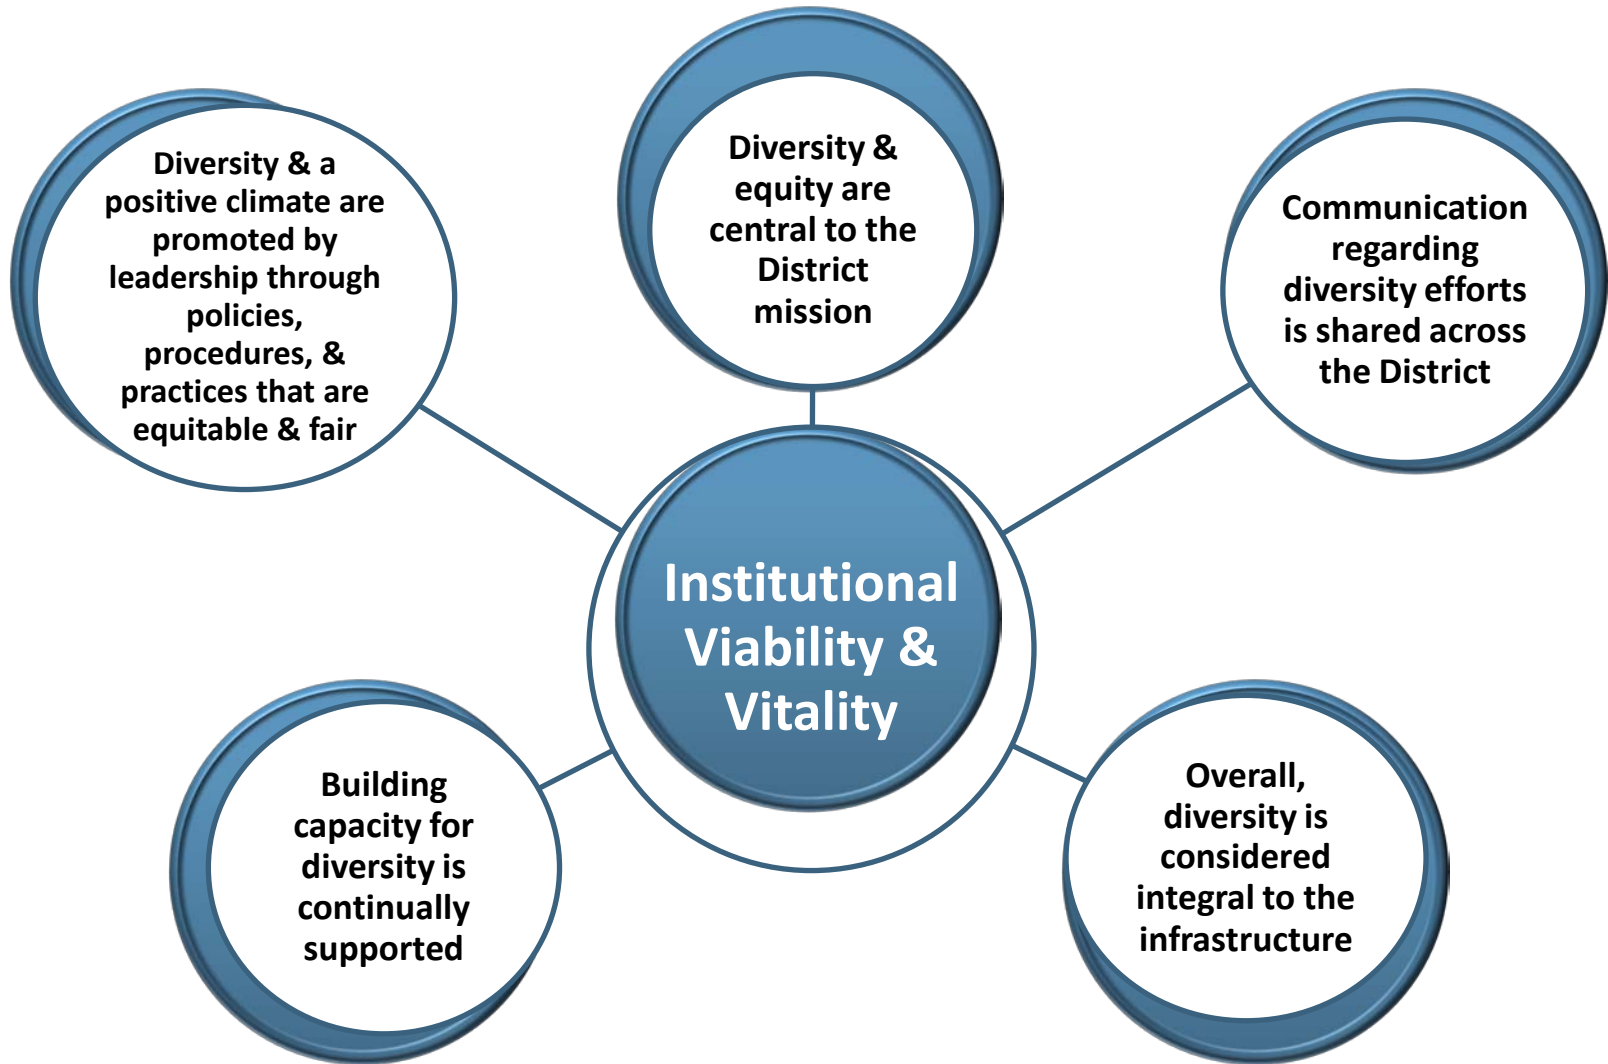 Diversity & a
positive climate are
promoted by
leadership through
policies,
procedures, &
practices that are
equitable & fair
Diversity &
equity are
central to the
District
mission
Communication
regarding
diversity efforts
is shared across
the District
Institutional
Viability &
Vitality
Building
capacity for
diversity is
continually
supported
Overall,
diversity is
considered
integral to the
infrastructure